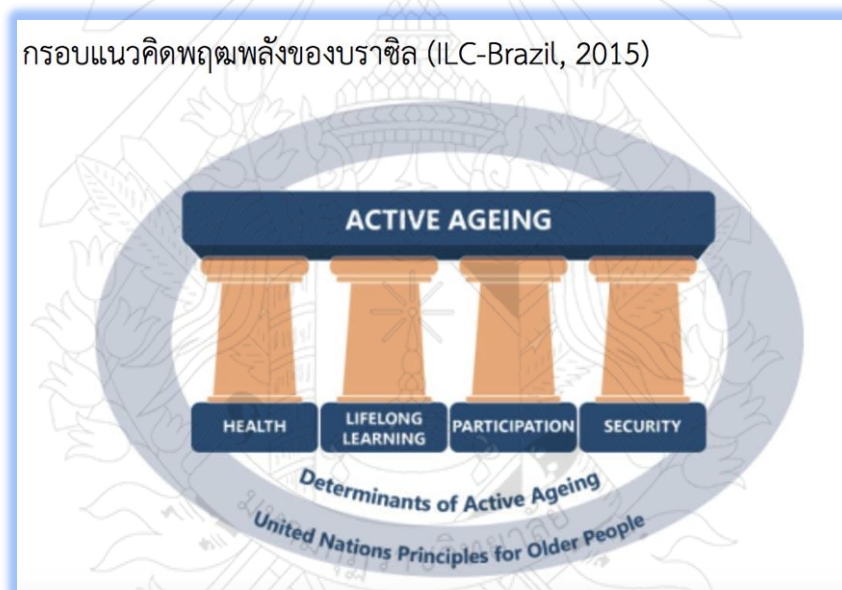 กรอบแนวคิดพฤฒพลังของบราซิล (ILC-Brazil, 2015)
ACTIVE AGEING
HEALTH
LIFELONG
LEARNING
PARTICIPATION
SECURITY
Determinants of Active Ageing
United Nations Principles for Older People